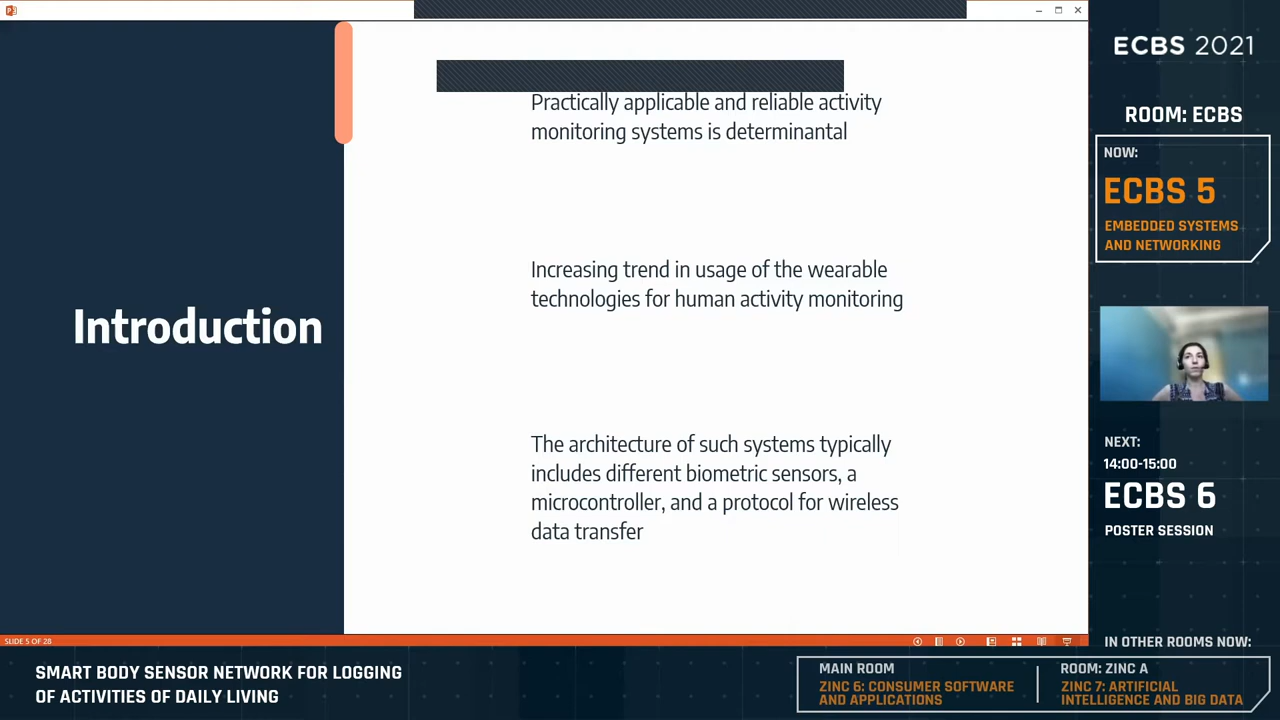 Introduction
Practically applicable and reliable activity
monitoring systems is determinantal
Increasing trend in usage of the wearable
technologies for human activity monitoring
The architecture of such systems typically
includes different biometric sensors, a
microcontroller, and a protocol for wireless
data transfer
SLIDE 5 OF 28
ECBS 2021
ROOM: ECBS
NOW:
ECBS 5
EMBEDDED SYSTEMS
AND NETWORKING
NEXT:
14:00-15:00
ECBS 6
POSTER SESSION
IN OTHER ROOMS NOW:
SMART BODY SENSOR NETWORK FOR LOGGING
OF ACTIVITIES OF DAILY LIVING
MAIN ROOM
ZINC 6: CONSUMER SOFTWARE
AND APPLICATIONS
ROOM: ZINC A
ZINC 7: ARTIFICIAL
INTELLIGENCE AND BIG DATA